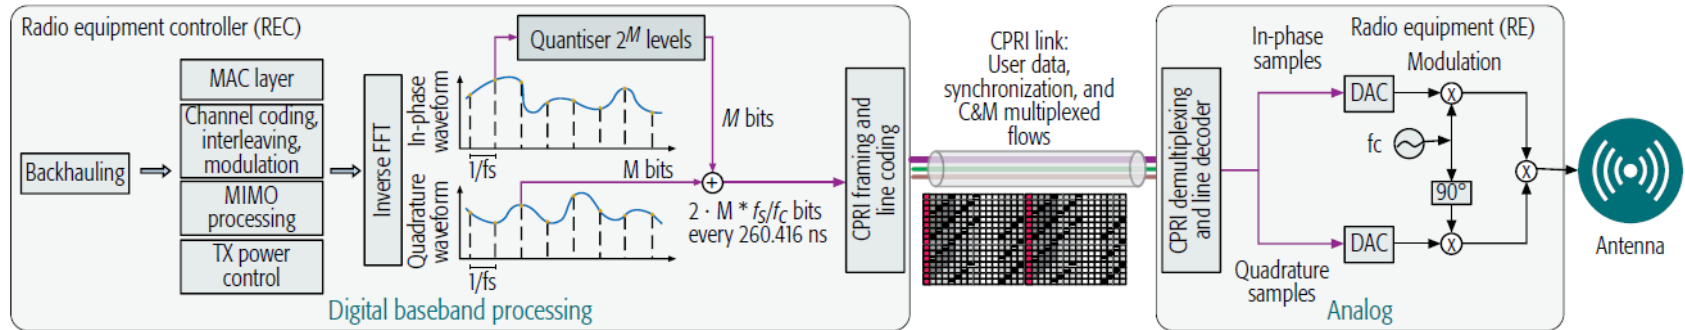 Radio equipment controller (REC)
Backhauling
MAC layer
Channel coding,
interleaving,
modulation
MIMO
processing
TX power
control
Inverse FFT
In-phase
waveform
1/fs
Quadrature
waveform
1/fs
Quantiser 2^M levels
M bits
M bits
+
2 · M * fs/fc bits
every 260.416 ns
CPRI framing and
line coding
Digital baseband processing
CPRI link:
User data,
synchronization, and
C&M multiplexed
flows
Radio equipment (RE)
CPRI demultiplexing
and line decoder
In-phase
samples
Modulation
DAC
X
fc
90°
X
DAC
X
Quadrature
samples
Analog
Antenna